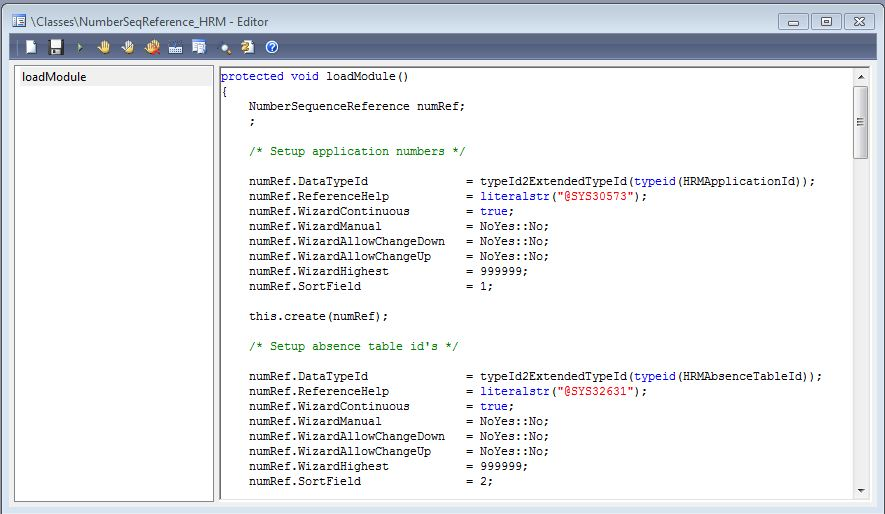 \Classes\NumberSeqReference_HRM - Editor
loadModule
protected void loadModule()
{
    NumberSequenceReference numRef;
    ;

    /* Setup application numbers */

    numRef.DataTypeId              = typeId2ExtendedTypeId(typeid(HRMApplicationId));
    numRef.ReferenceHelp           = literalstr("@SYS30573");
    numRef.WizardContinuous        = true;
    numRef.WizardManual            = NoYes::No;
    numRef.WizardAllowChangeDown   = NoYes::No;
    numRef.WizardAllowChangeUp     = NoYes::No;
    numRef.WizardHighest           = 999999;
    numRef.SortField               = 1;

    this.create(numRef);

    /* Setup absence table id's */

    numRef.DataTypeId              = typeId2ExtendedTypeId(typeid(HRMAbsenceTableId));
    numRef.ReferenceHelp           = literalstr("@SYS32631");
    numRef.WizardContinuous        = true;
    numRef.WizardManual            = NoYes::No;
    numRef.WizardAllowChangeDown   = NoYes::No;
    numRef.WizardAllowChangeUp     = NoYes::No;
    numRef.WizardHighest           = 999999;
    numRef.SortField               = 2;